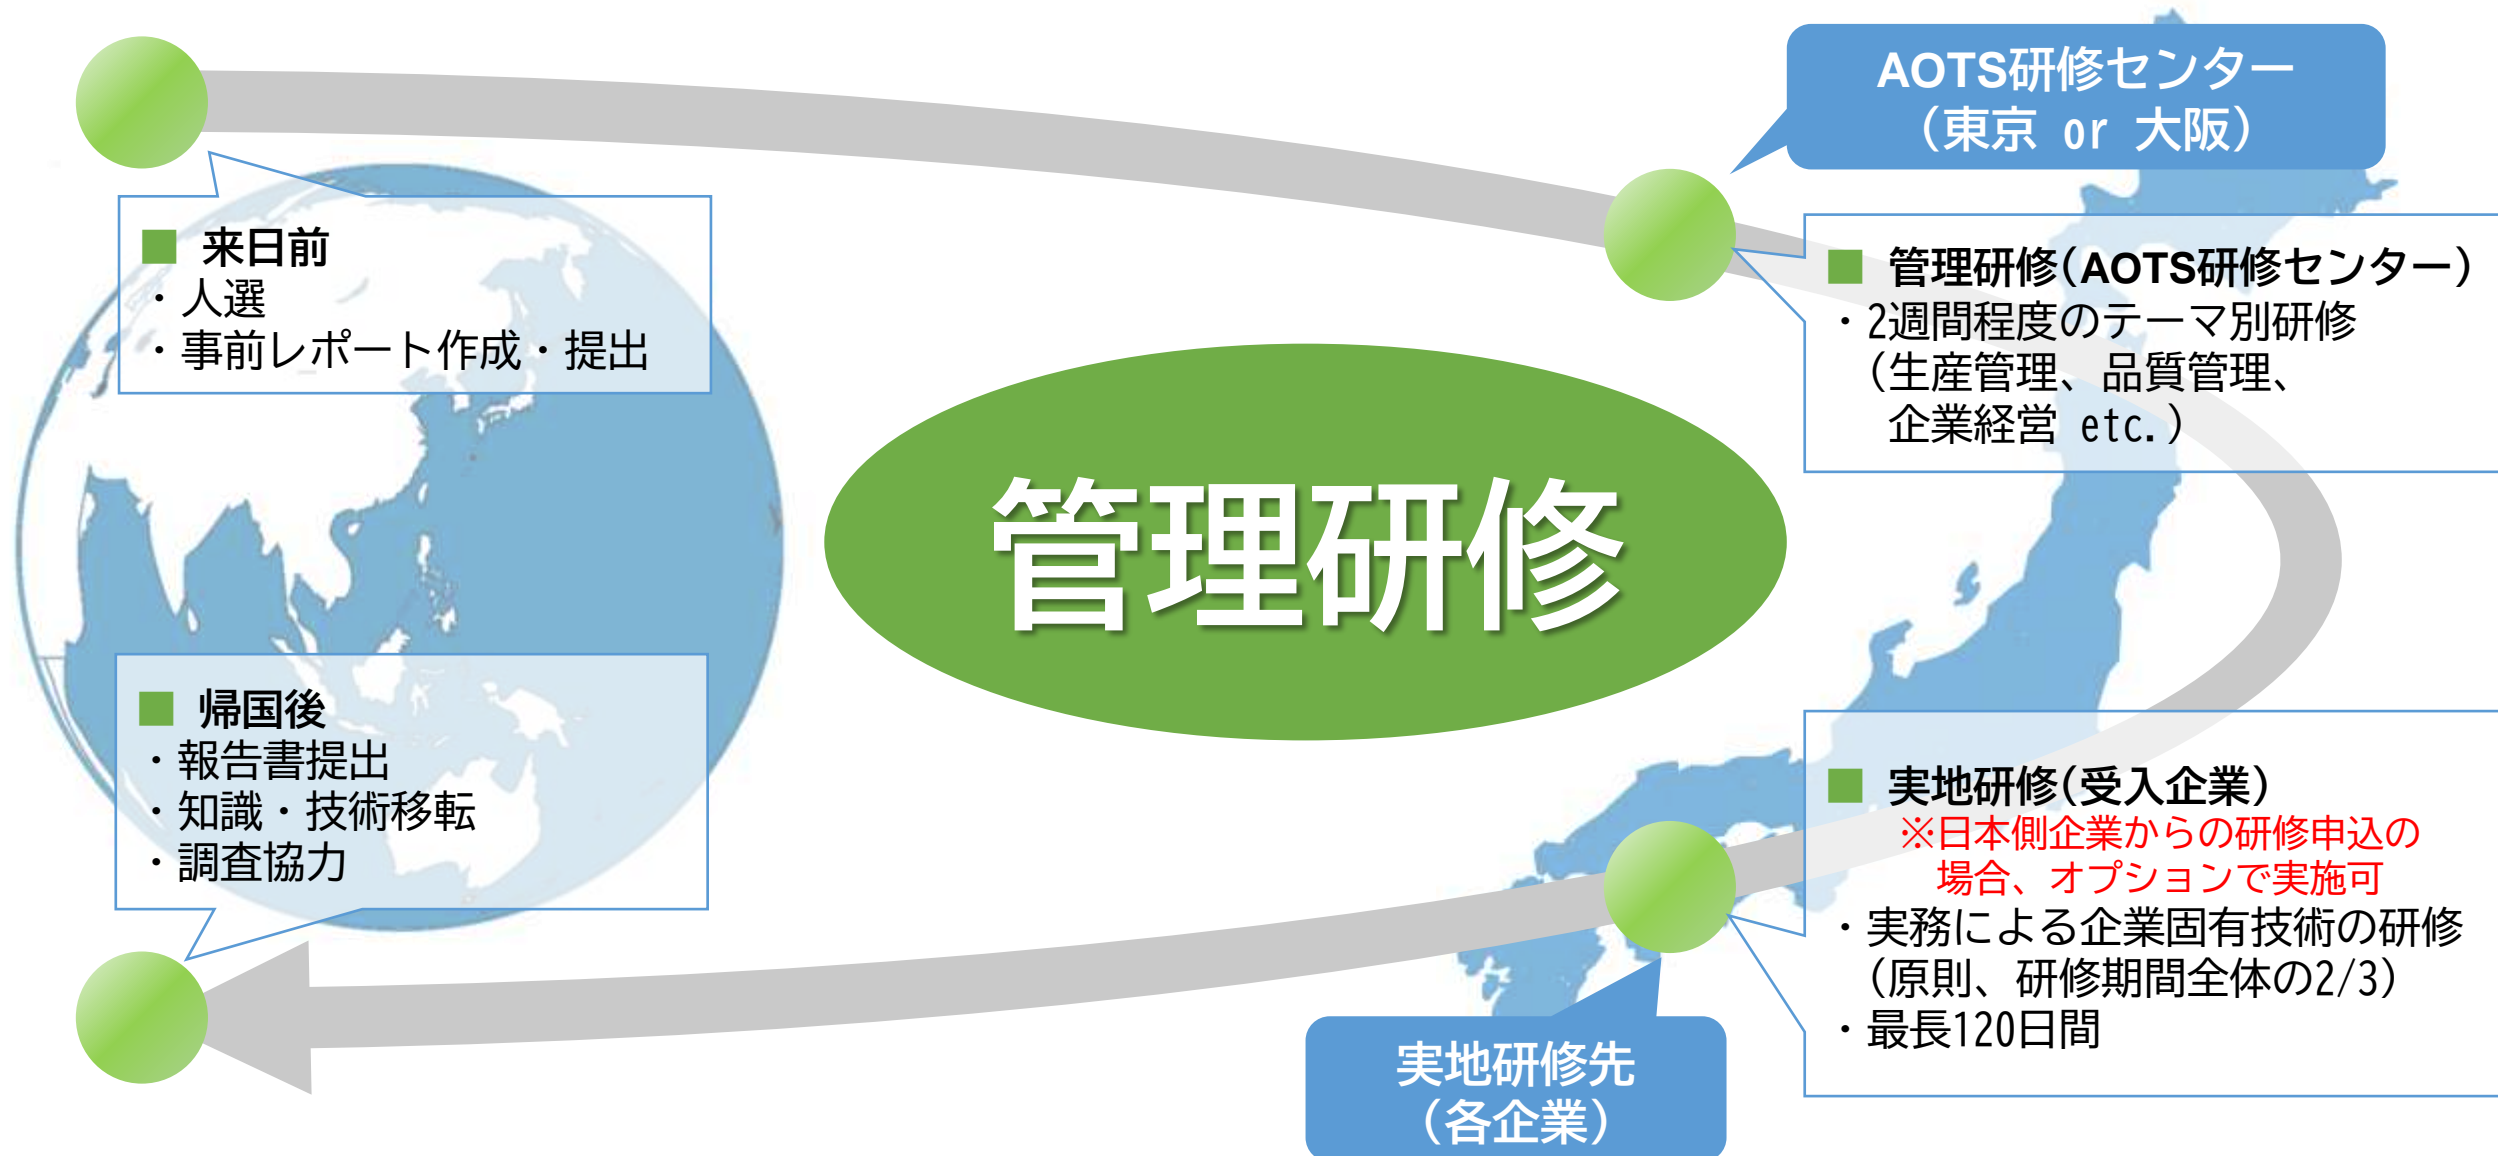 AOTS研修センター
（東京 or 大阪）
■ 来日前
・人選
・事前レポート作成・提出
■ 管理研修(AOTS研修センター)
・2週間程度のテーマ別研修
（生産管理、品質管理、
企業経営 etc.）
管理研修
■ 実地研修(受入企業)
※日本側企業からの研修申込の
場合、オプションで実施可
・実務による企業固有技術の研修
（原則、研修期間全体の2/3）
・最長120日間
実地研修先
（各企業）
■ 帰国後
・報告書提出
・知識・技術移転
・調査協力